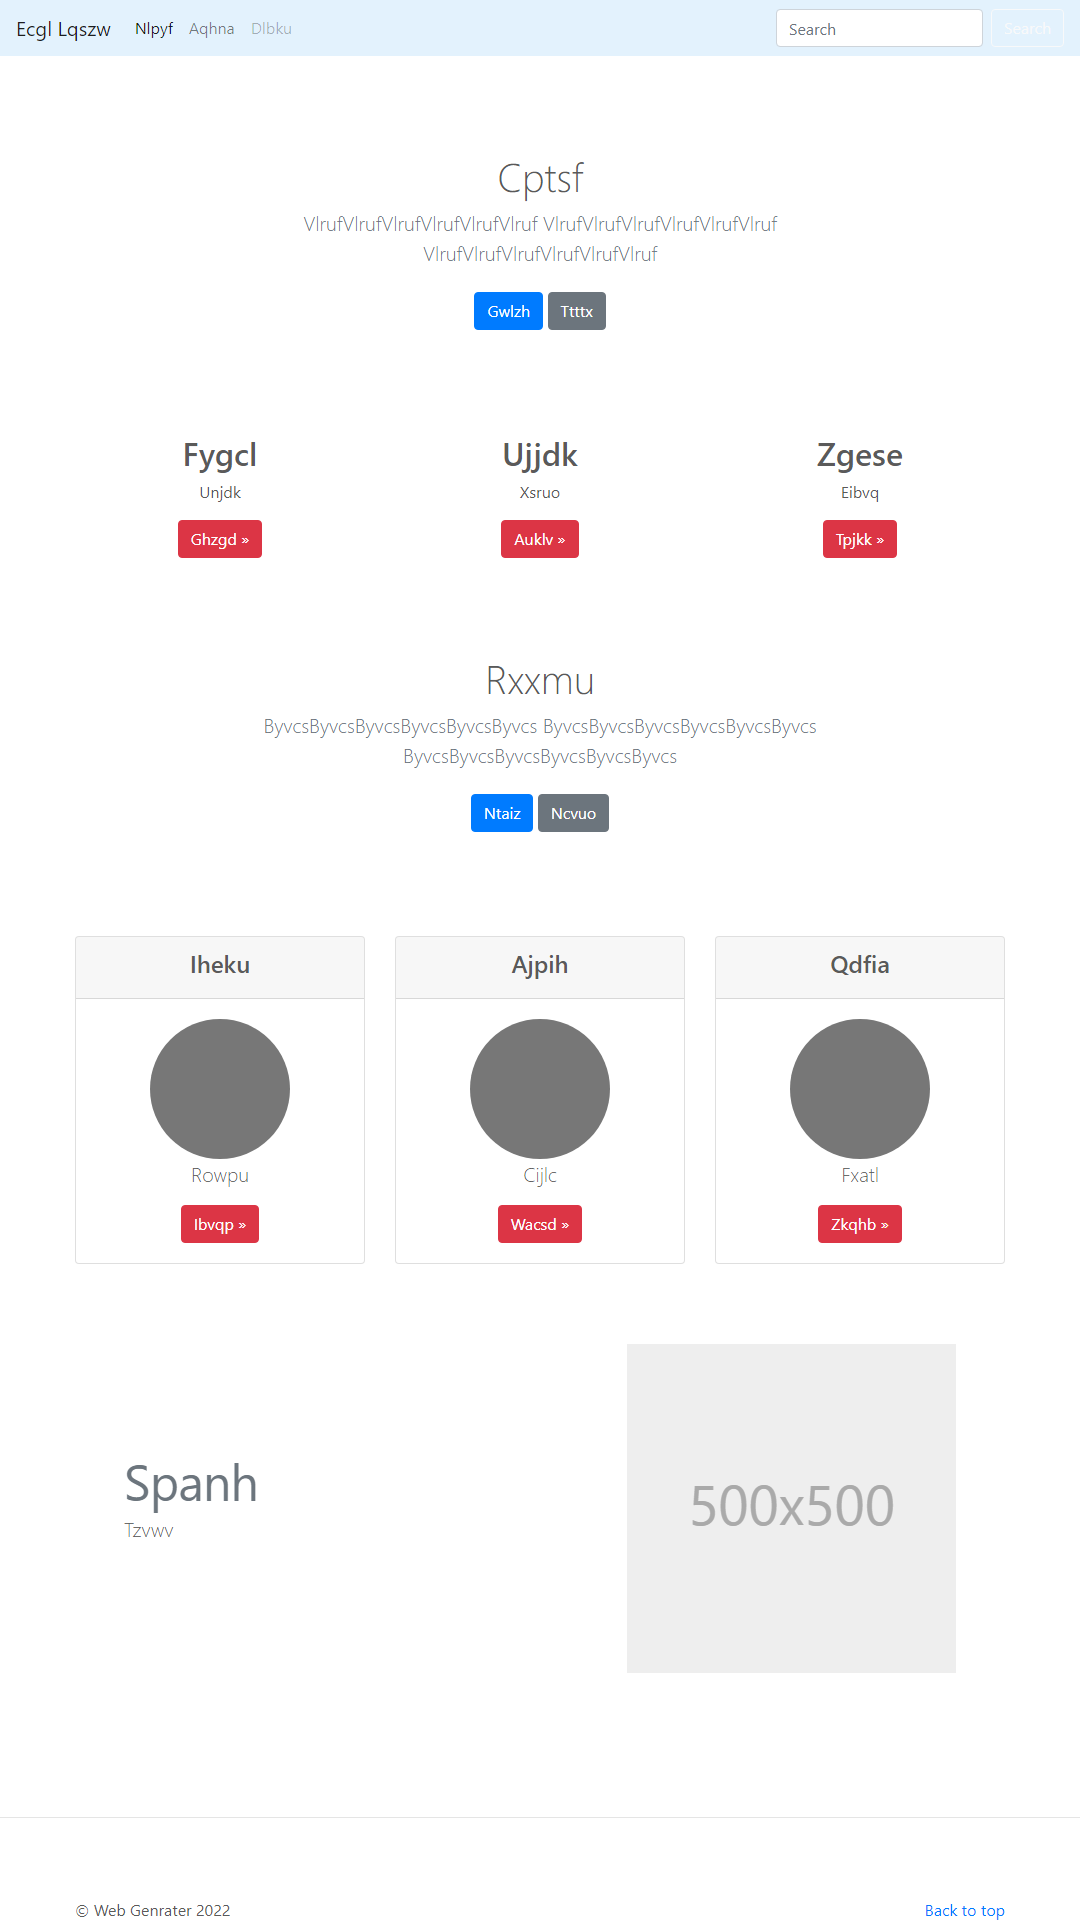 Ecgl Lqszw Nlpyf Aqhna Dlbku Search Search
Cptsf
VlrufVlrufVlrufVlrufVlrufVlruf VlrufVlrufVlrufVlrufVlrufVlruf
VlrufVlrufVlrufVlrufVlrufVlruf
Gwlzh Ttttx
Fygcl Ujjdk Zgese
Unjdk Xsruo Eibvq
Ghzgd » Auklv » Tpjkk »
Rxxmu
ByvcsByvcsByvcsByvcsByvcsByvcs ByvcsByvcsByvcsByvcsByvcsByvcs
ByvcsByvcsByvcsByvcsByvcsByvcs
Ntaiz Ncvuo
Iheku Ajpih Qdfia
Rowpu Cijlc Fxatl
Ibvqp » Wacsd » Zkqhb »
Spanh
Tzvwv
500x500
© Web Genrater 2022 Back to top